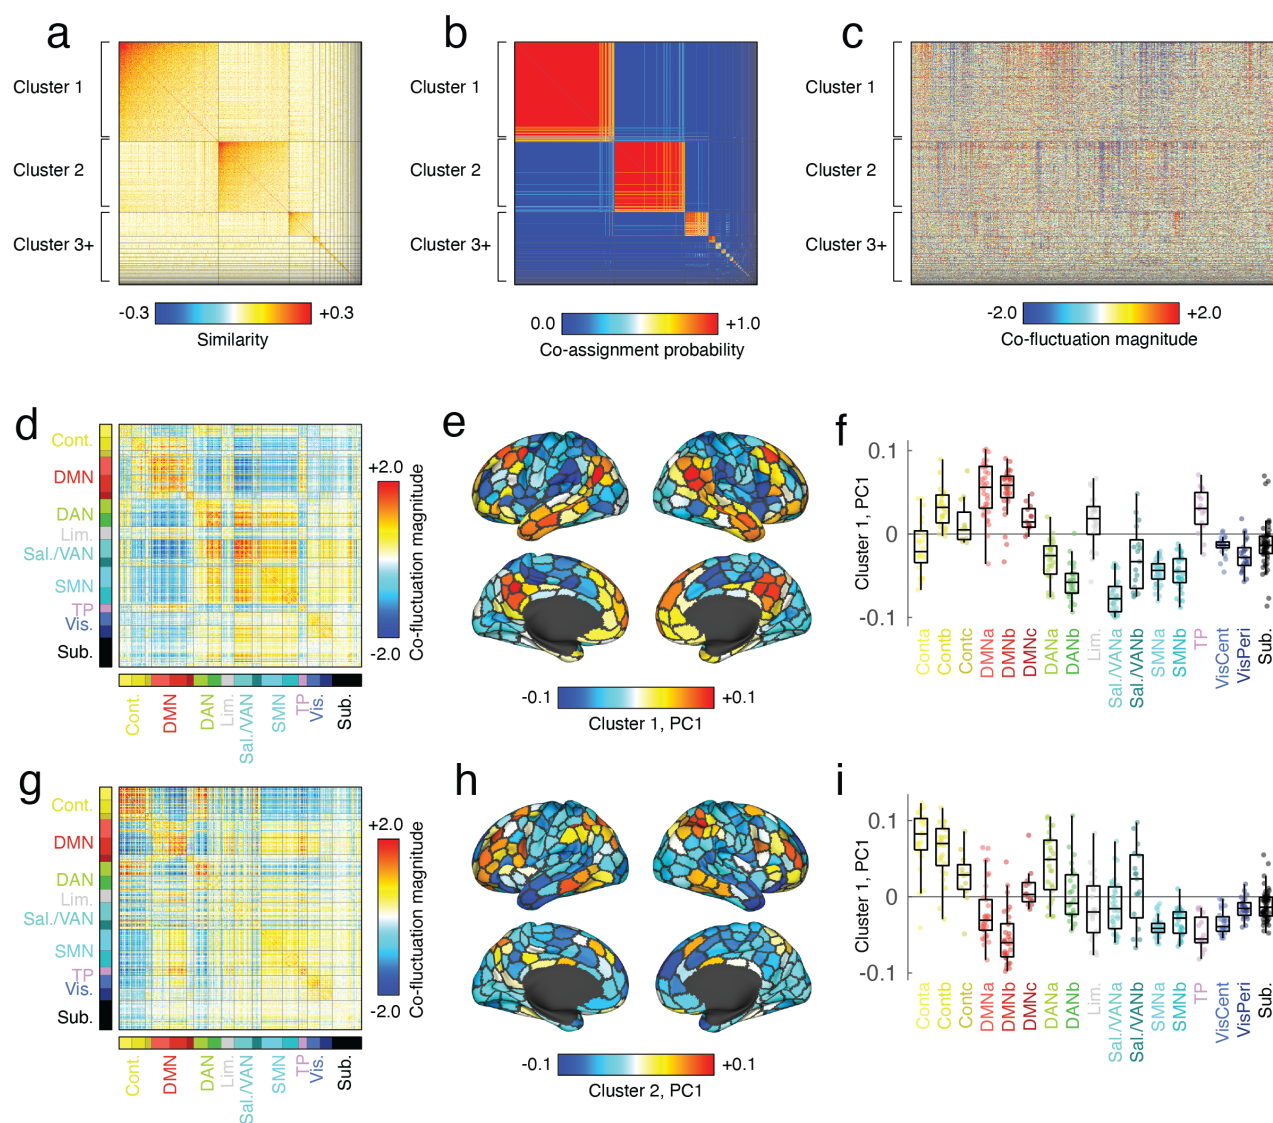 a
b
c
Cluster 1
Cluster 2
Cluster 3+
Cluster 1
Cluster 2
Cluster 3+
Cluster 1
Cluster 2
Cluster 3+
-0.3 +0.3
Similarity
0.0 +1.0
Co-assignment probability
-2.0 +2.0
Co-fluctuation magnitude
d
Cont.
DMN
DAN
Lim.
Sal./VAN
SMN
TP
Vis.
Sub.
Cont.
DMN
DAN
Lim.
Sal./VAN
SMN
TP
Vis.
Sub.
+2.0
-2.0
Co-fluctuation magnitude
e
-0.1 +0.1
Cluster 1, PC1
f
0.1
0
-0.1
Cluster 1, PC1
Conta
Contb
Contc
DMNa
DMNb
DMNc
DANa
DANb
Lim.
Sal./VANa
Sal./VANb
SMNa
SMNb
TP
VisCent
VisPeri
Sub.
g
Cont.
DMN
DAN
Lim.
Sal./VAN
SMN
TP
Vis.
Sub.
Cont.
DMN
DAN
Lim.
Sal./VAN
SMN
TP
Vis.
Sub.
+2.0
-2.0
Co-fluctuation magnitude
h
-0.1 +0.1
Cluster 2, PC1
i
0.1
0
-0.1
Cluster 1, PC1
Conta
Contb
Contc
DMNa
DMNb
DMNc
DANa
DANb
Lim.
Sal./VANa
Sal./VANb
SMNa
SMNb
TP
VisCent
VisPeri
Sub.